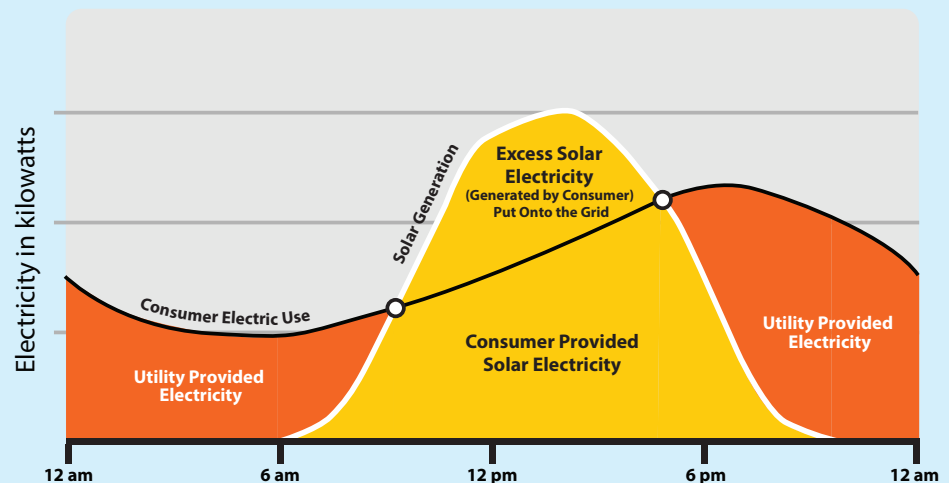 Electricity in kilowatts
Solar Generation
Excess Solar
Electricity
(Generated by Consumer)
Put Onto the Grid
Consumer Electric Use
Consumer Provided
Solar Electricity
Utility Provided
Electricity
Utility Provided
Electricity
12 am
6 am
12 pm
6 pm
12 am